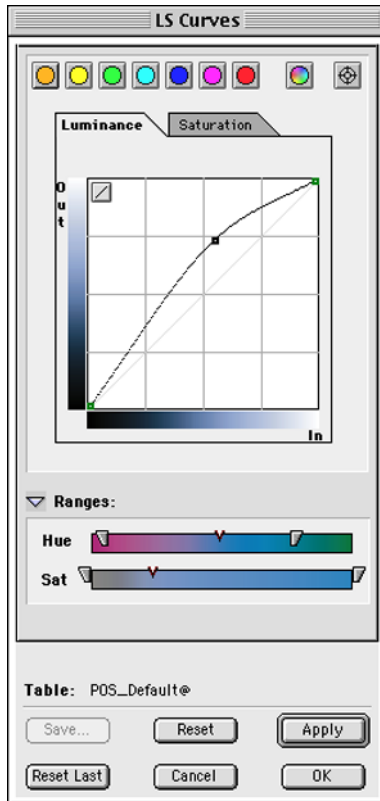 LS Curves
Luminance Saturation
Out
In
Ranges:
Hue
Sat
Table: POS_Default@
Save... Reset Apply
Reset Last Cancel OK